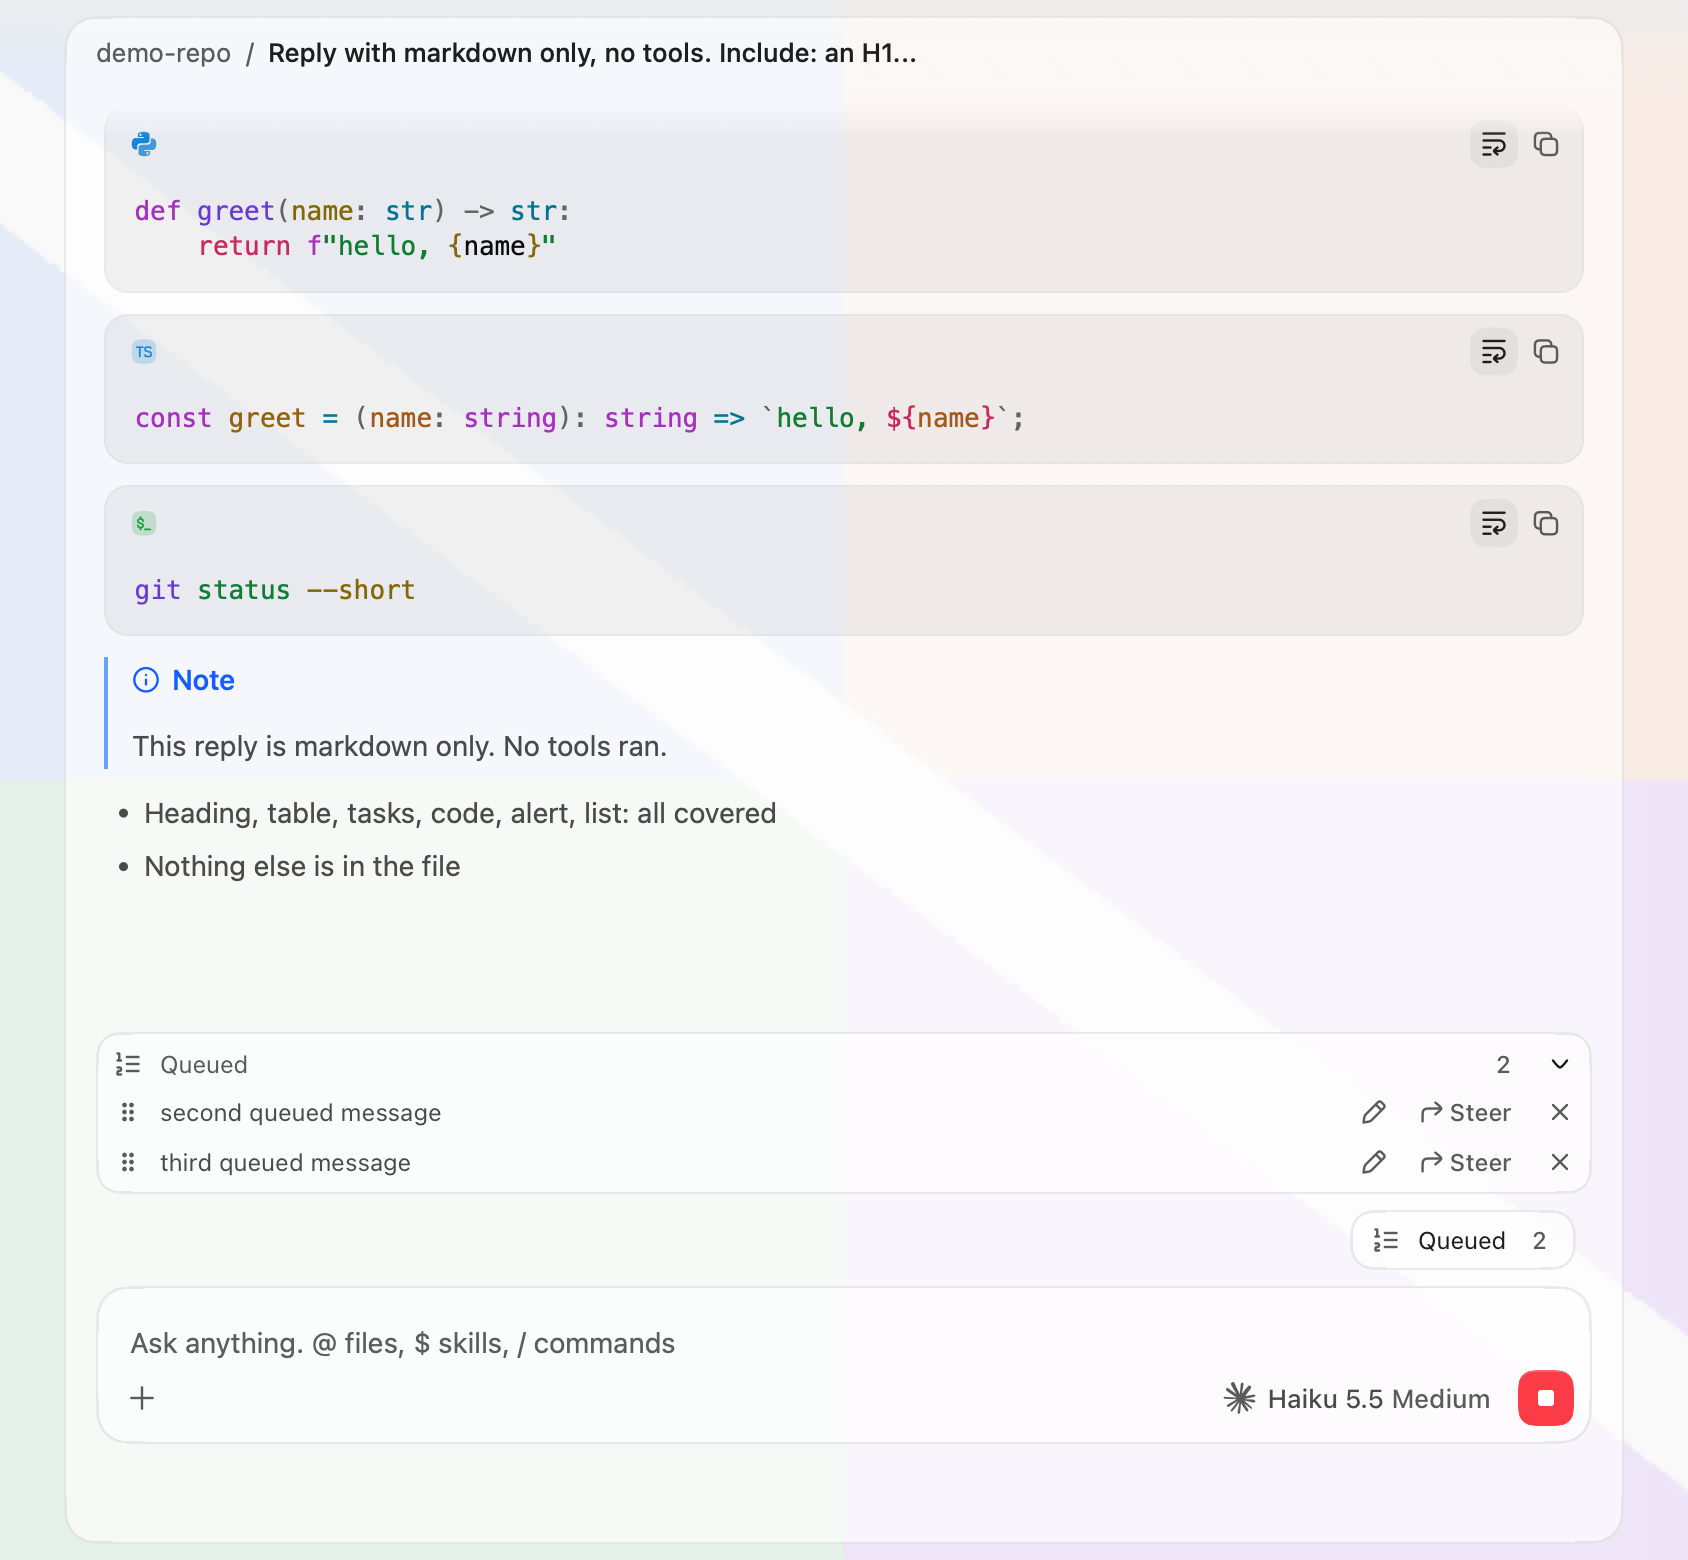 demo-repo / Reply with markdown only, no tools. Include: an H1...
def greet(name: str) -> str:
    return f"hello, {name}"
TS
const greet = (name: string): string => `hello, ${name}`;
$_
git status --short
Note
This reply is markdown only. No tools ran.
• Heading, table, tasks, code, alert, list: all covered
• Nothing else is in the file
Queued 2
second queued message Steer
third queued message Steer
Queued 2
Ask anything. @ files, $ skills, / commands
Haiku 5.5 Medium